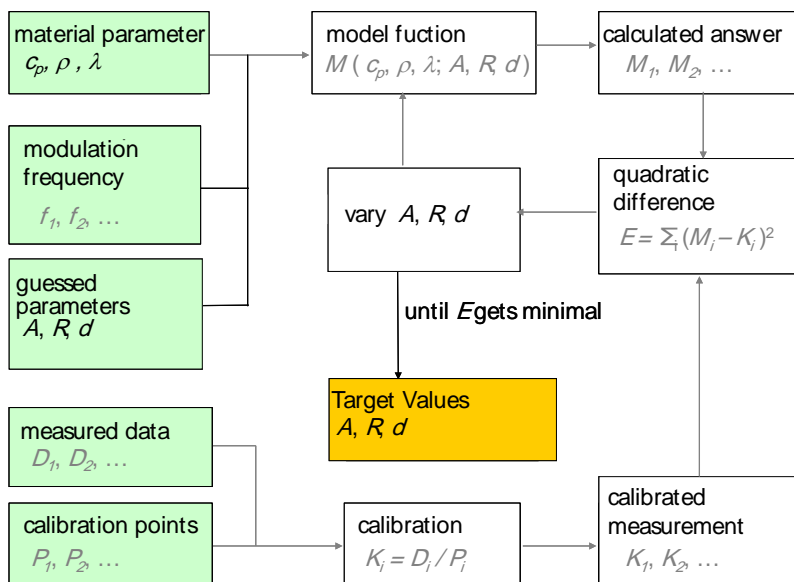 material parameter
cₚ, ρ , λ
model fuction
M ( cₚ, ρ, λ; A, R, d )
calculated answer
M₁, M₂, …
modulation
frequency
f₁, f₂, …
vary A, R, d
quadratic
difference
E = Σᵢ (Mᵢ – Kᵢ)²
guessed
parameters
A, R, d
until E gets minimal
Target Values
A, R, d
measured data
D₁, D₂, …
calibration points
P₁, P₂, …
calibration
Kᵢ = Dᵢ / Pᵢ
calibrated
measurement
K₁, K₂, …